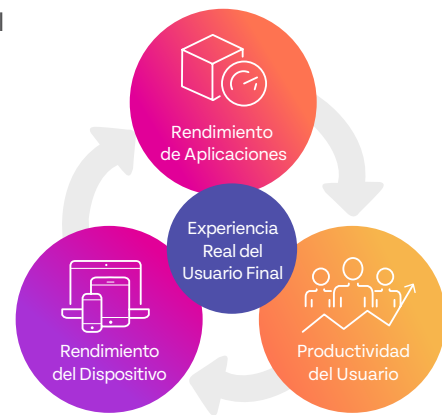 Rendimiento
de Aplicaciones
Experiencia
Real del
Usuario Final
Rendimiento
del Dispositivo
Productividad
del Usuario